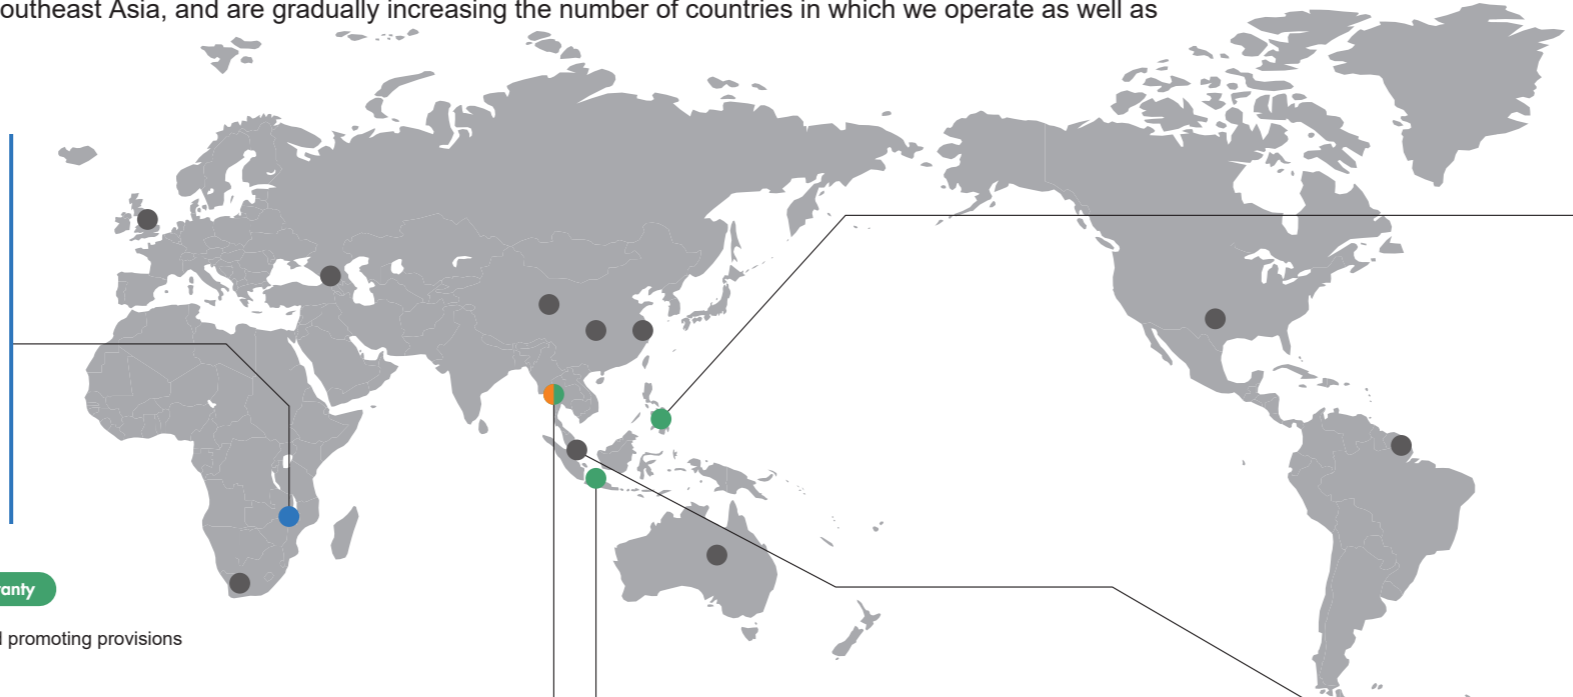 outheast Asia, and are gradually increasing the number of countries in which we operate as well as
ranty
l promoting provisions